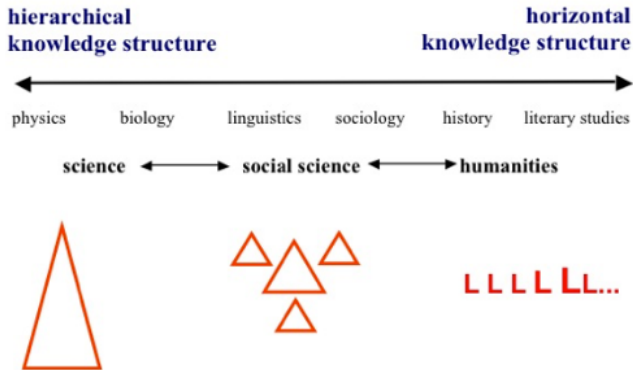 hierarchical
knowledge structure
horizontal
knowledge structure
physics biology linguistics sociology history literary studies
science social science humanities
L L L L L L...